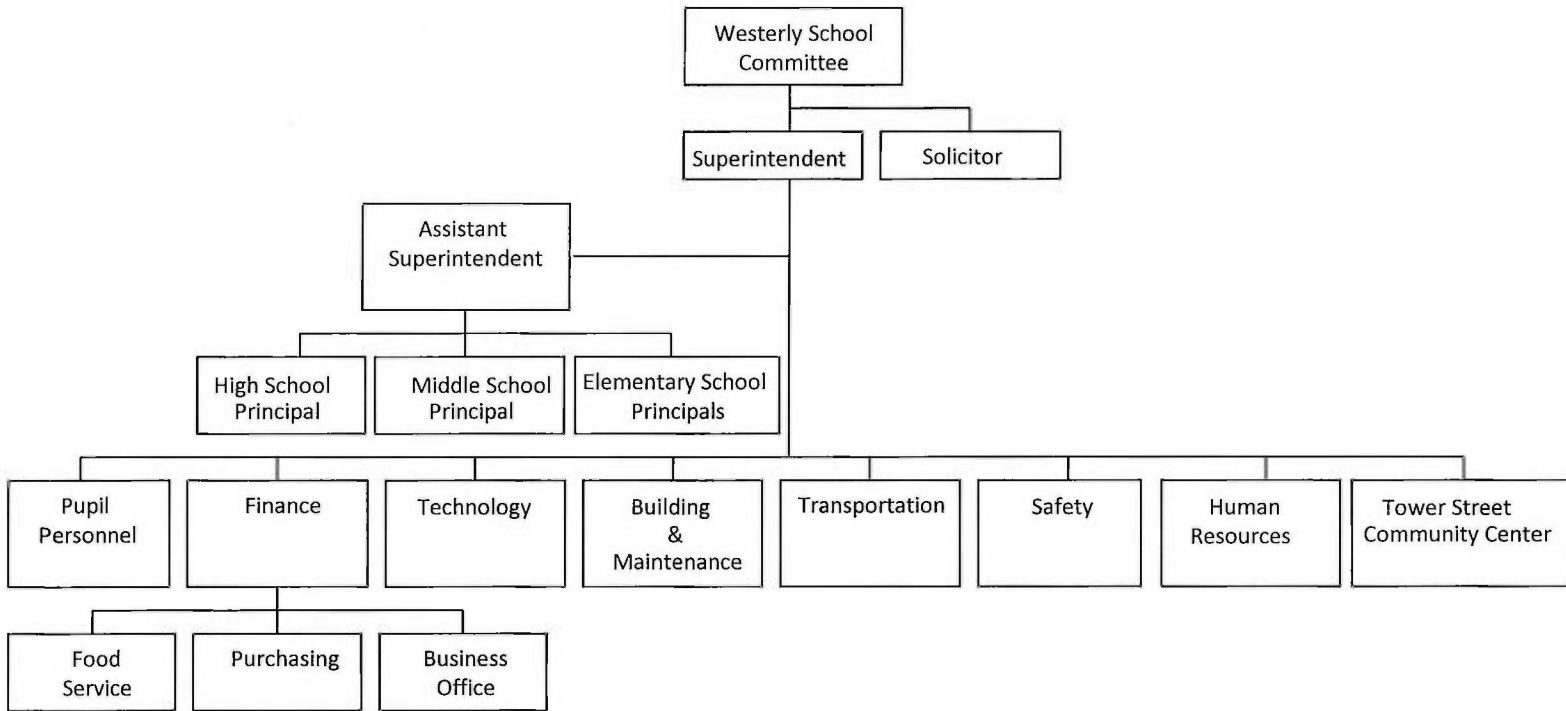 Westerly School
Committee
Superintendent
Solicitor
Assistant
Superintendent
High School
Principal
Middle School
Principal
Elementary School
Principals
Pupil
Personnel
Finance
Technology
Building
&
Maintenance
Transportation
Safety
Human
Resources
Tower Street
Community Center
Food
Service
Purchasing
Business
Office